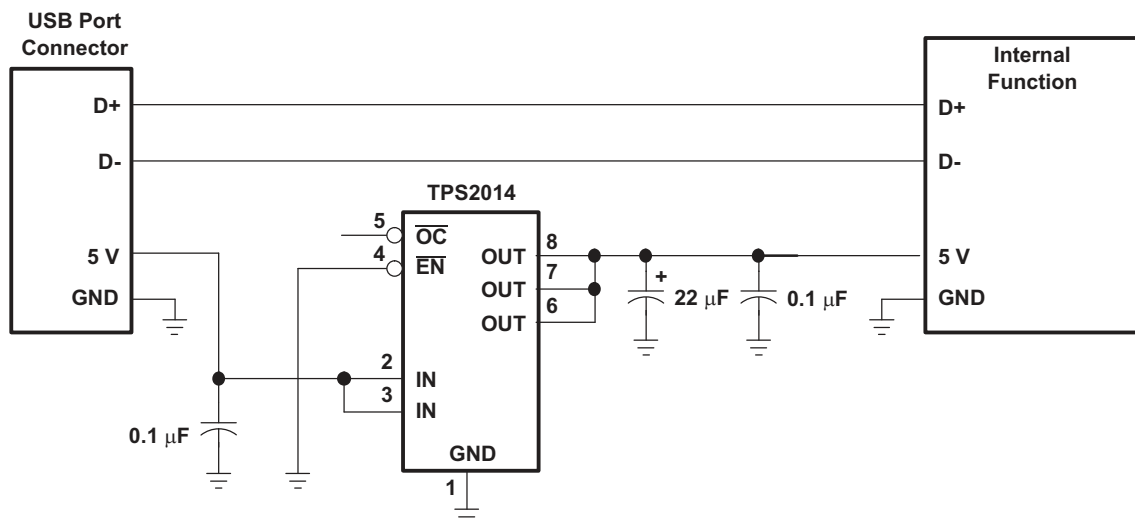 USB Port
Connector
Internal
Function
D+
D+
D-
D-
TPS2014
5
OC
8
5 V
4
EN
OUT
5 V
7
+
GND
OUT
22 μF
0.1 μF
GND
6
OUT
2
IN
3
IN
0.1 μF
GND
1